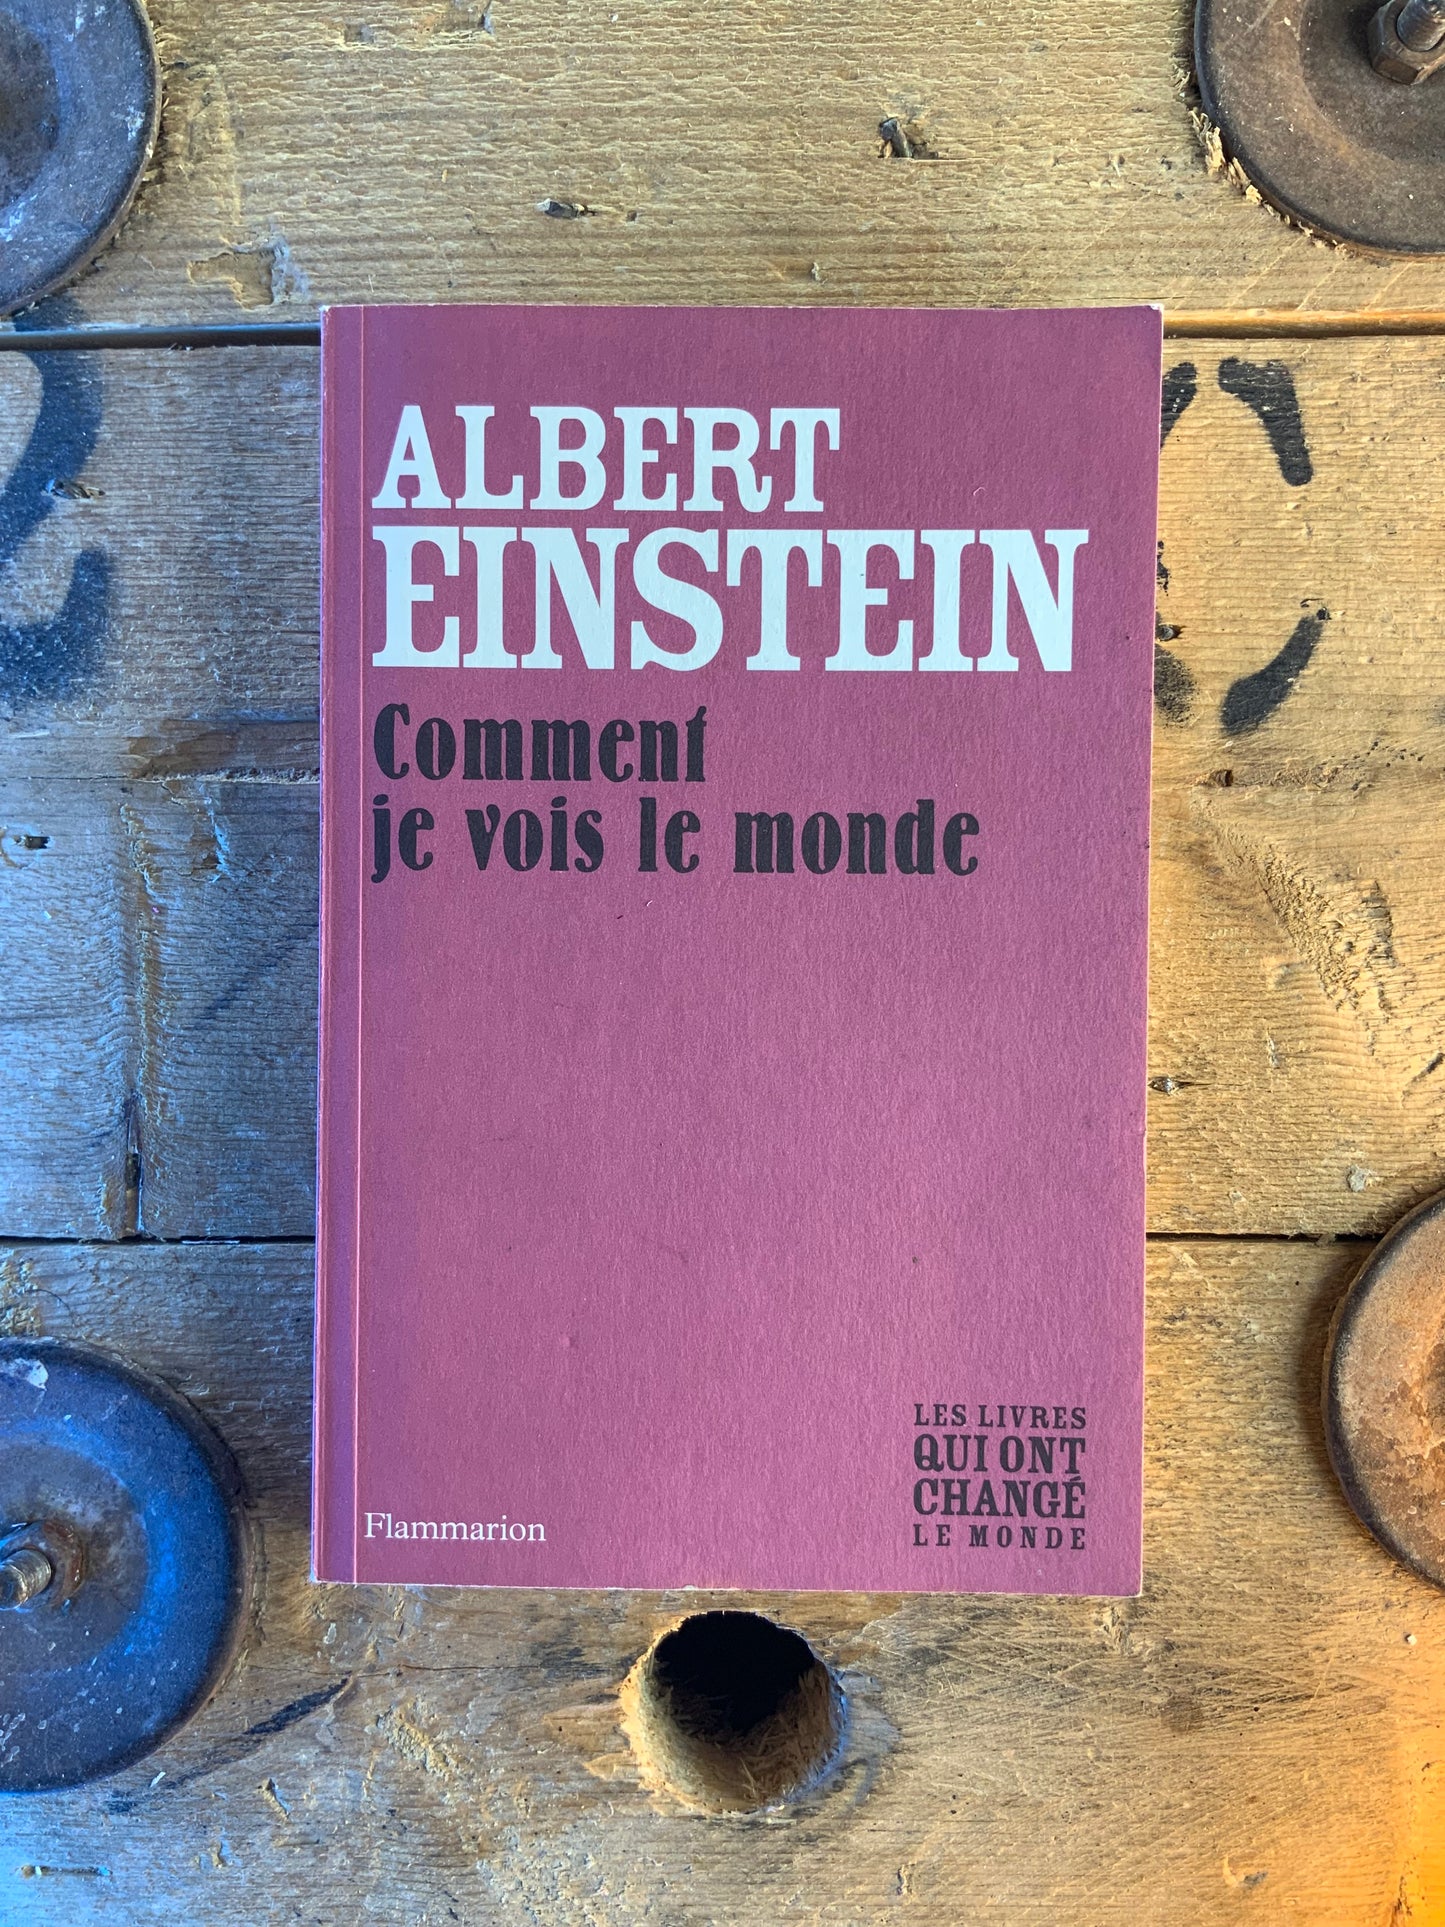 ALBERT
EINSTEIN
Comment
je vois le monde
LES LIVRES
QUI ONT
CHANGÉ
LE MONDE
Flammarion